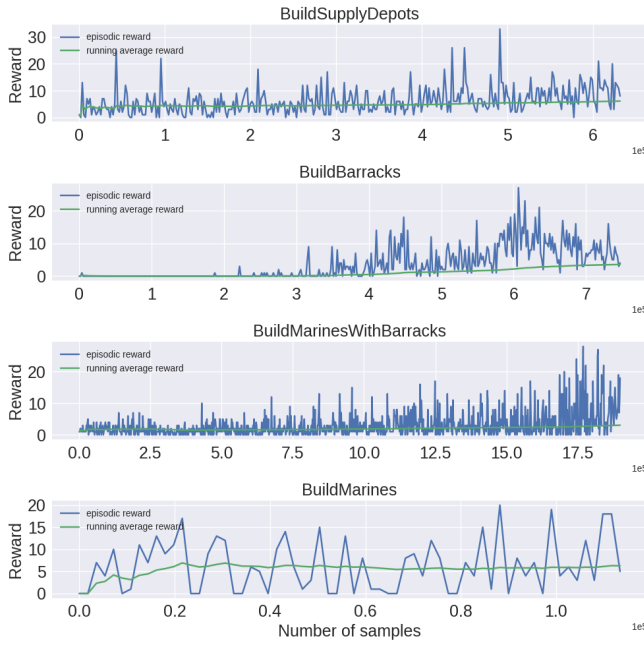 BuildSupplyDepots
Reward
30
20
10
0
episodic reward
running average reward
0 1 2 3 4 5 6
1e5
BuildBarracks
Reward
20
10
0
episodic reward
running average reward
0 1 2 3 4 5 6 7
1e5
BuildMarinesWithBarracks
Reward
20
10
0
episodic reward
running average reward
0.0 2.5 5.0 7.5 10.0 12.5 15.0 17.5
1e5
BuildMarines
Reward
20
15
10
5
0
episodic reward
running average reward
0.0 0.2 0.4 0.6 0.8 1.0
Number of samples
1e5